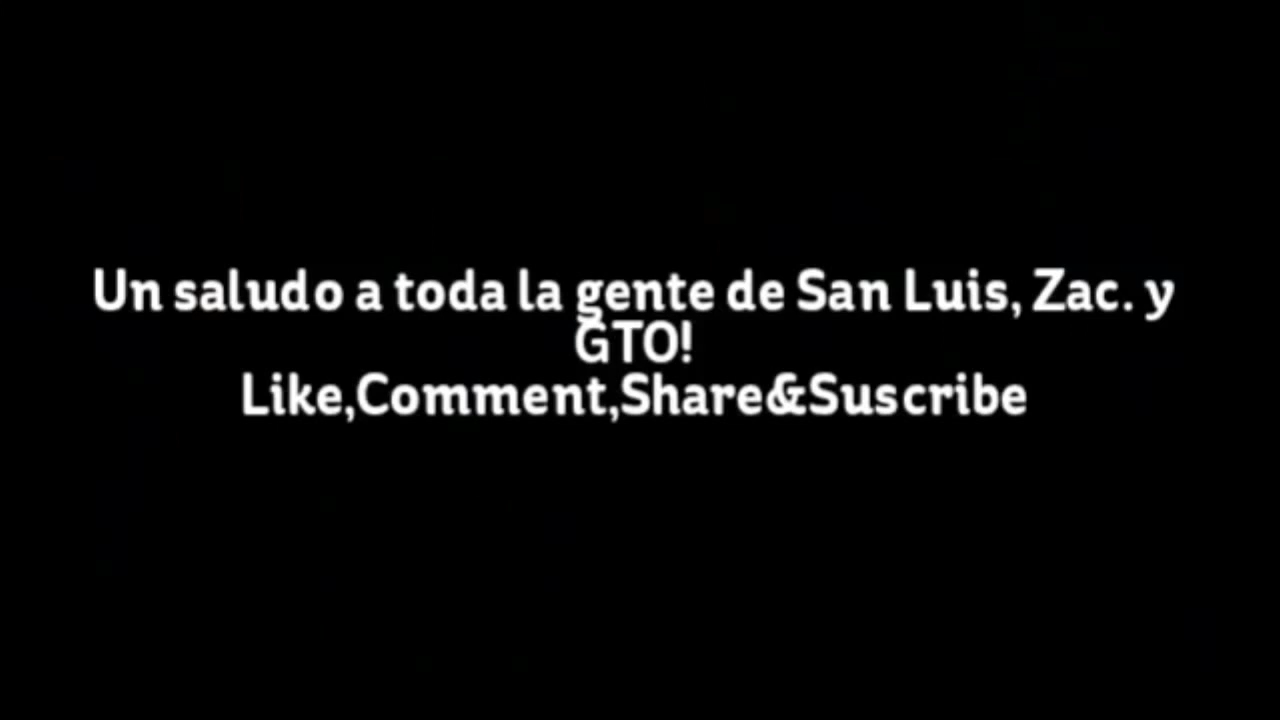 Un saludo a toda la gente de San Luis, Zac. y
GTO!
Like,Comment,Share&Suscribe